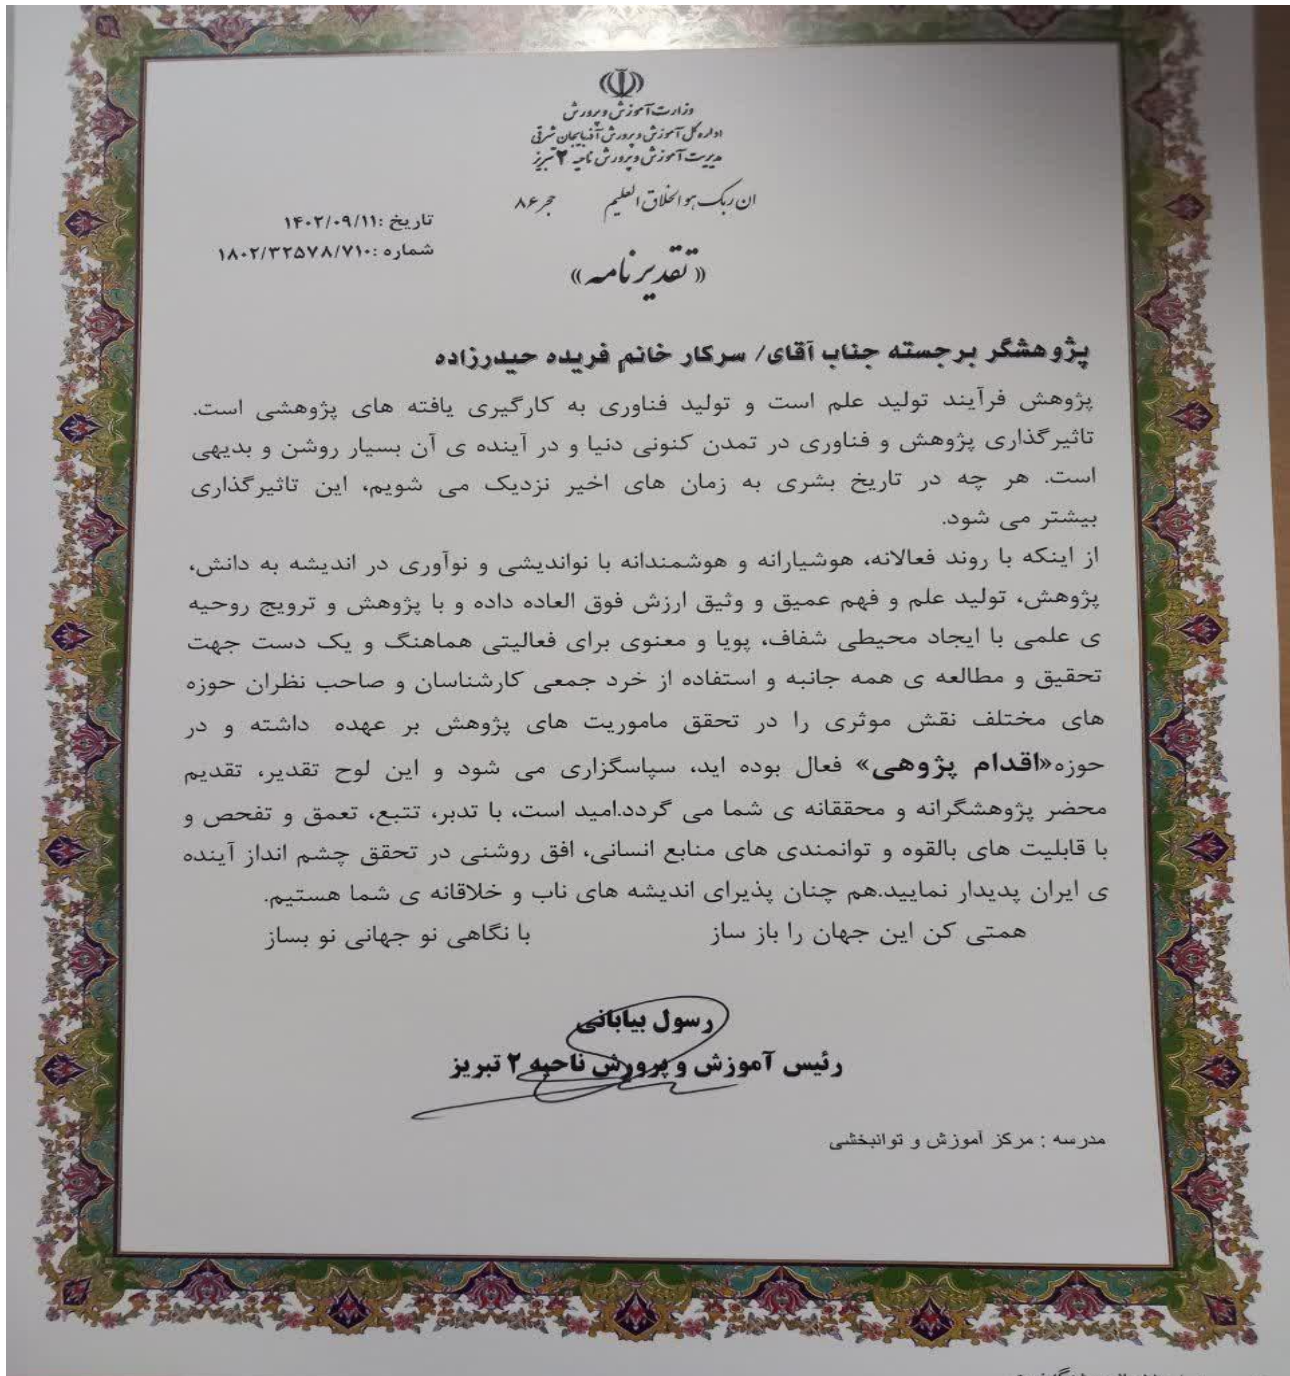 وزارت آموزش و پرورش
اداره کل آموزش و پرورش آذربایجان شرقی
مدیریت آموزش و پرورش ناحیه ۲ تبریز
ان ربک هو الخلاق العلیم حجر ۸۶
تاریخ :۱۴۰۲/۰۹/۱۱
شماره :۱۸۰۲/۳۲۵۷۸/۷۱۰
«تقدیرنامه»
پژوهشگر برجسته جناب آقای/ سرکار خانم فریده حیدرزاده
پژوهش فرآیند تولید علم است و تولید فناوری به کارگیری یافته های پژوهشی است.
تاثیرگذاری پژوهش و فناوری در تمدن کنونی دنیا و در آینده ی آن بسیار روشن و بدیهی
است. هر چه در تاریخ بشری به زمان های اخیر نزدیک می شویم، این تاثیرگذاری
بیشتر می شود.
از اینکه با روند فعالانه، هوشیارانه و هوشمندانه با نواندیشی و نوآوری در اندیشه به دانش،
پژوهش، تولید علم و فهم عمیق و وثیق ارزش فوق العاده داده و با پژوهش و ترویج روحیه
ی علمی با ایجاد محیطی شفاف، پویا و معنوی برای فعالیتی هماهنگ و یک دست جهت
تحقیق و مطالعه ی همه جانبه و استفاده از خرد جمعی کارشناسان و صاحب نظران حوزه
های مختلف نقش موثری را در تحقق ماموریت های پژوهش بر عهده داشته و در
حوزه«اقدام پژوهی» فعال بوده اید، سپاسگزاری می شود و این لوح تقدیر، تقدیم
محضر پژوهشگرانه و محققانه ی شما می گردد.امید است، با تدبر، تتبع، تعمق و تفحص و
با قابلیت های بالقوه و توانمندی های منابع انسانی، افق روشنی در تحقق چشم انداز آینده
ی ایران پدیدار نمایید.هم چنان پذیرای اندیشه های ناب و خلاقانه ی شما هستیم.
همتی کن این جهان را باز ساز با نگاهی نو جهانی نو بساز
رسول بیابانی
رئیس آموزش و پرورش ناحیه ۲ تبریز
مدرسه : مرکز آموزش و توانبخشی